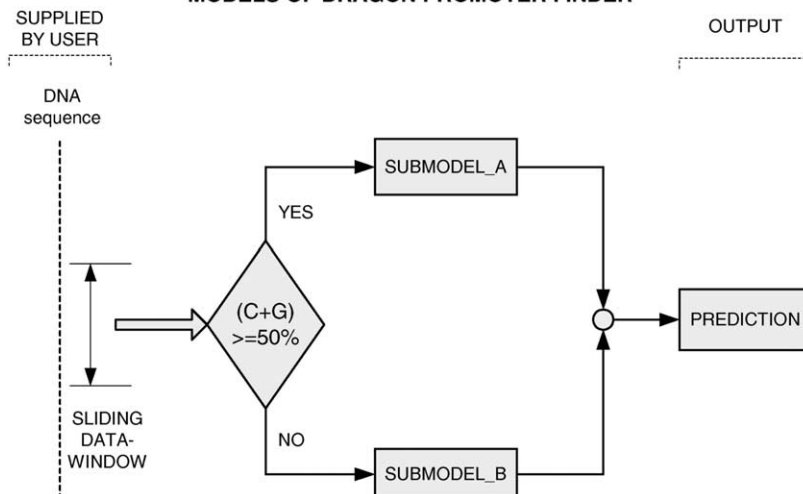 MODELS OF DRAGON PROMOTER FINDER
SUPPLIED
BY USER
OUTPUT
DNA
sequence
SUBMODEL_A
YES
(C+G)
>=50%
PREDICTION
SLIDING
DATA-
WINDOW
NO
SUBMODEL_B